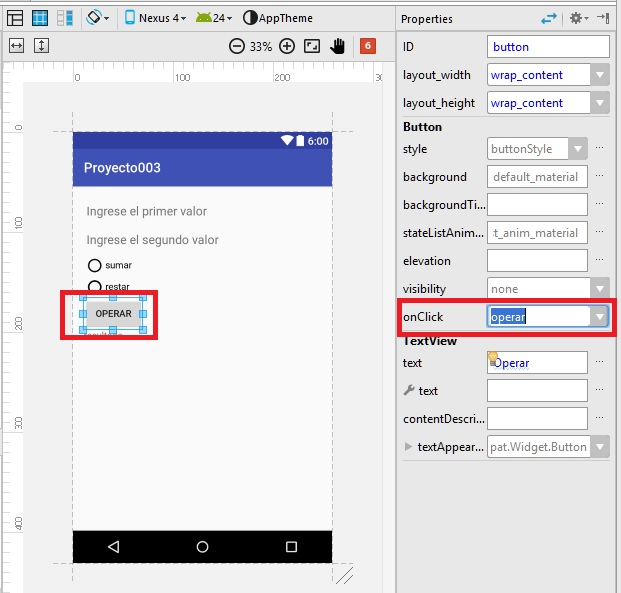 Nexus 4
24
AppTheme
33%
6
0
100
200
0
100
200
300
400
6:00
Proyecto003
Ingrese el primer valor
Ingrese el segundo valor
sumar
restar
OPERAR
Properties
ID button
layout_width wrap_content
layout_height wrap_content
Button
style buttonStyle ...
background default_material ...
backgroundTi... ...
stateListAnim... :t_anim_material ...
elevation ...
visibility none ...
onClick operar
TextView
text Operar ...
text ...
contentDescri... ...
textAppear... pat.Widget.Button